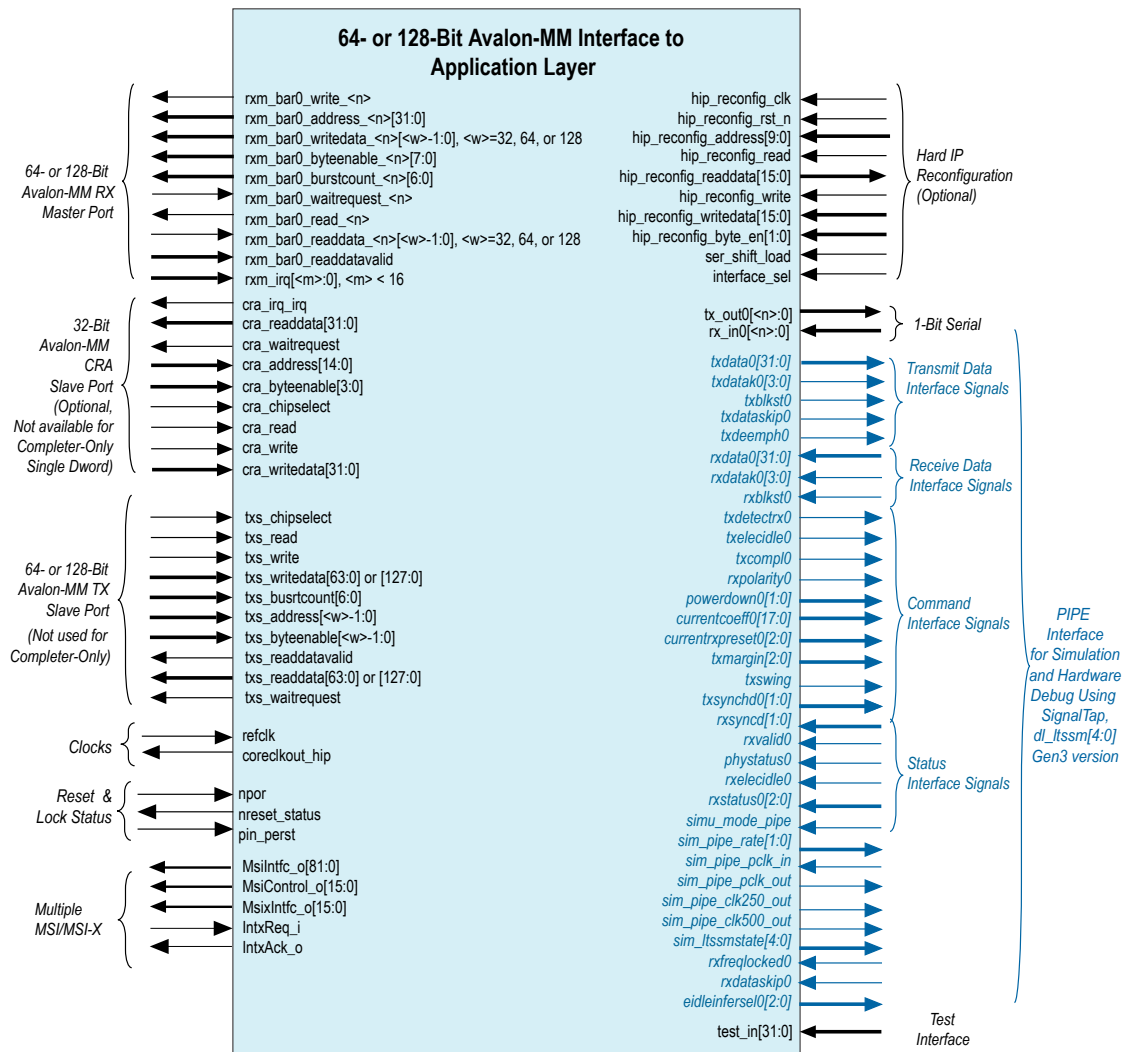 64- or 128-Bit Avalon-MM Interface to
Application Layer
64- or 128-Bit
Avalon-MM RX
Master Port
rxm_bar0_write_<n>
rxm_bar0_address_<n>[31:0]
rxm_bar0_writedata_<n>[<w>-1:0], <w>=32, 64, or 128
rxm_bar0_byteenable_<n>[7:0]
rxm_bar0_burstcount_<n>[6:0]
rxm_bar0_waitrequest_<n>
rxm_bar0_read_<n>
rxm_bar0_readdata_<n>[<w>-1:0], <w>=32, 64, or 128
rxm_bar0_readdatavalid
rxm_irq[<m>:0], <m> < 16
32-Bit
Avalon-MM
CRA
Slave Port
(Optional,
Not available for
Completer-Only
Single Dword)
cra_irq_irq
cra_readdata[31:0]
cra_waitrequest
cra_address[14:0]
cra_byteenable[3:0]
cra_chipselect
cra_read
cra_write
cra_writedata[31:0]
64- or 128-Bit
Avalon-MM TX
Slave Port
(Not used for
Completer-Only)
txs_chipselect
txs_read
txs_write
txs_writedata[63:0] or [127:0]
txs_busrtcount[6:0]
txs_address[<w>-1:0]
txs_byteenable[<w>-1:0]
txs_readdatavalid
txs_readdata[63:0] or [127:0]
txs_waitrequest
Clocks
refclk
coreclkout_hip
Reset &
Lock Status
npor
nreset_status
pin_perst
Multiple
MSI/MSI-X
MsiIntfc_o[81:0]
MsiControl_o[15:0]
MsixIntfc_o[15:0]
IntxReq_i
IntxAck_o
hip_reconfig_clk
hip_reconfig_rst_n
hip_reconfig_address[9:0]
hip_reconfig_read
hip_reconfig_readdata[15:0]
hip_reconfig_write
hip_reconfig_writedata[15:0]
hip_reconfig_byte_en[1:0]
ser_shift_load
interface_sel
Hard IP
Reconfiguration
(Optional)
tx_out0[<n>:0]
rx_in0[<n>:0]
1-Bit Serial
txdata0[31:0]
txdatak0[3:0]
txblkst0
txdataskip0
txdeemph0
Transmit Data
Interface Signals
rxdata0[31:0]
rxdatak0[3:0]
rxblkst0
Receive Data
Interface Signals
txdetectrx0
txelecidle0
txcompl0
rxpolarity0
powerdown0[1:0]
currentcoeff0[17:0]
currentrxpreset0[2:0]
txmargin[2:0]
txswing
txsynchd0[1:0]
Command
Interface Signals
rxsyncd[1:0]
rxvalid0
phystatus0
rxelecidle0
rxstatus0[2:0]
simu_mode_pipe
Status
Interface Signals
sim_pipe_rate[1:0]
sim_pipe_pclk_in
sim_pipe_pclk_out
sim_pipe_clk250_out
sim_pipe_clk500_out
sim_ltssmstate[4:0]
rxfreqlocked0
rxdataskip0
eidleinfersel0[2:0]
PIPE
Interface
for Simulation
and Hardware
Debug Using
SignalTap,
dl_ltssm[4:0]
Gen3 version
test_in[31:0]
Test
Interface